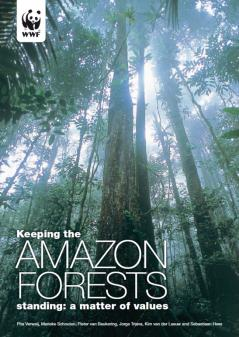 WWF
Keeping the
AMAZON
FORESTS
standing: a matter of values
Pita Verweij, Marieke Schouten, Pieter van Beukering, Jorge Triana, Kim van der Leeuw and Sebastiaan Hess